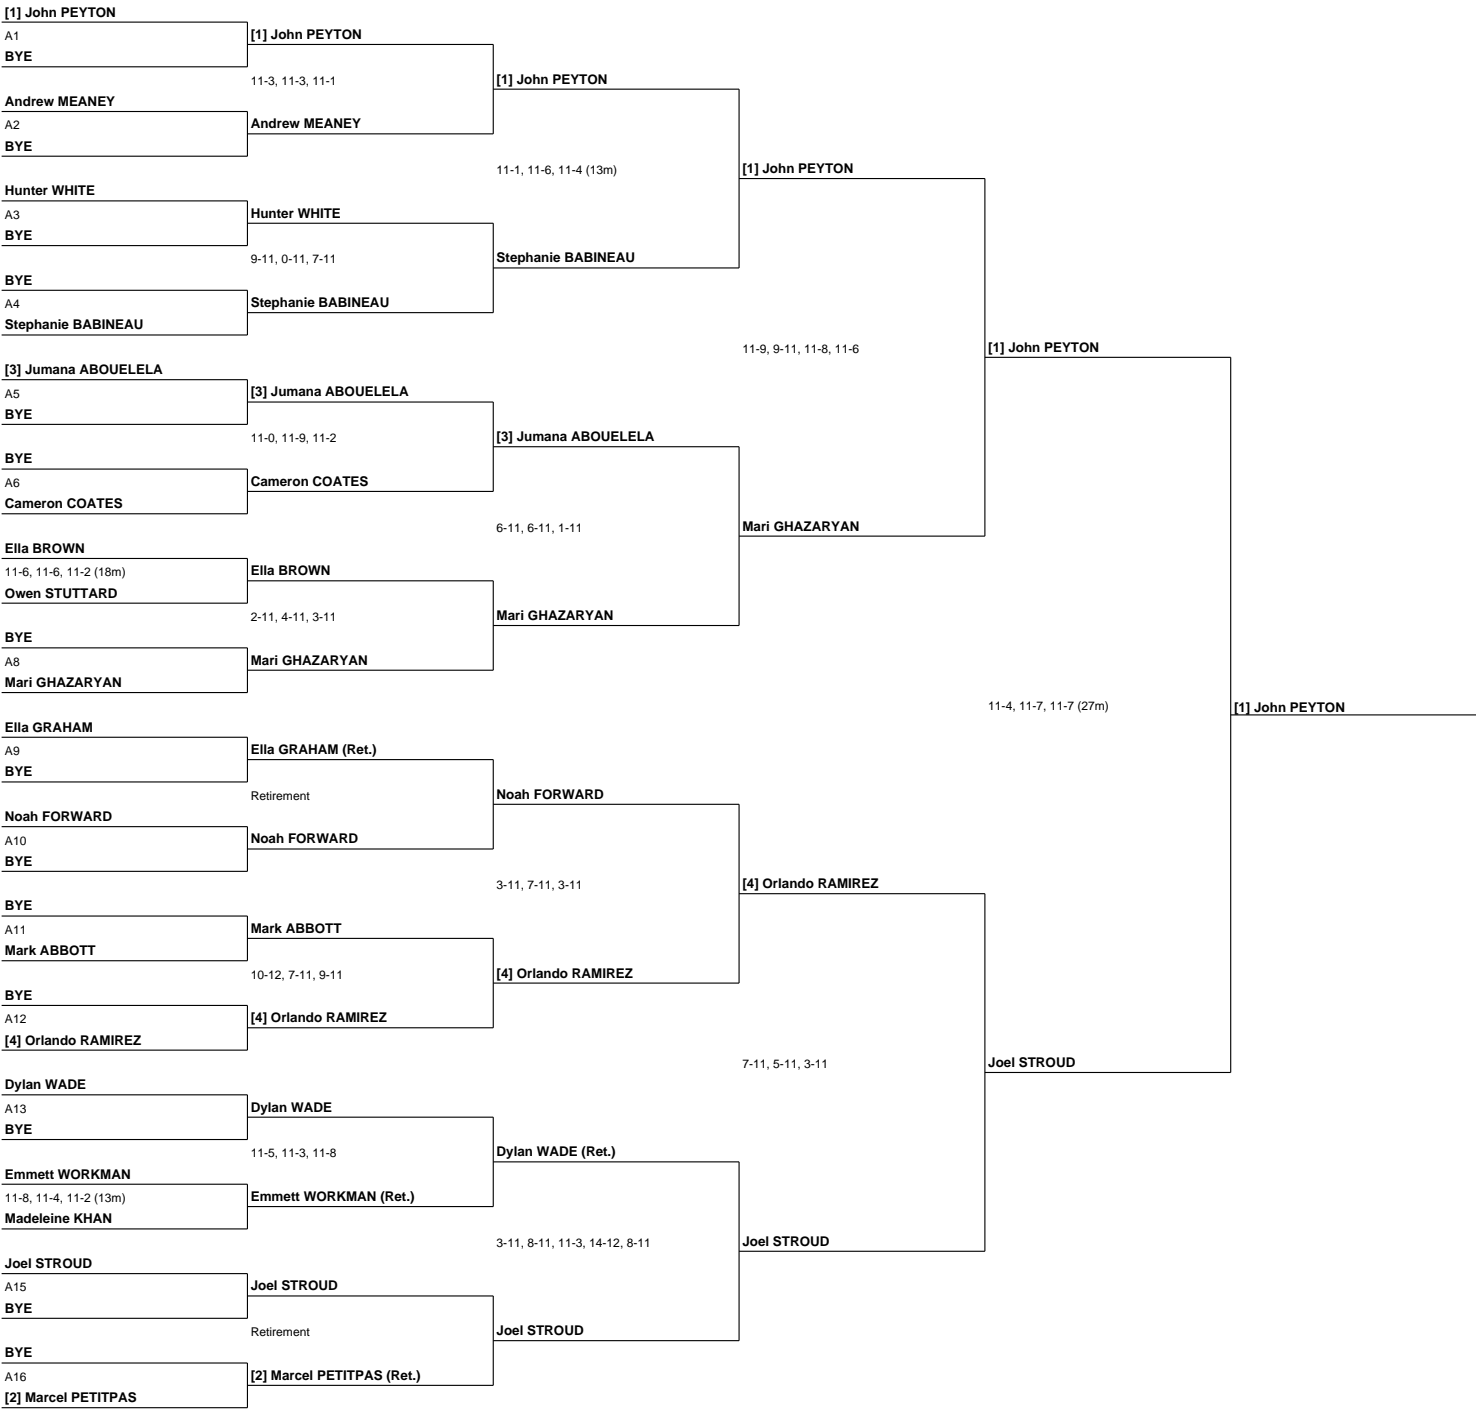 [1] John PEYTON
A1
BYE
Andrew MEANEY
A2
BYE
Hunter WHITE
A3
BYE
BYE
A4
Stephanie BABINEAU
[3] Jumana ABOUELELA
A5
BYE
BYE
A6
Cameron COATES
Ella BROWN
11-6, 11-6, 11-2 (18m)
Owen STUTTARD
BYE
A8
Mari GHAZARYAN
Ella GRAHAM
A9
BYE
Noah FORWARD
A10
BYE
BYE
A11
Mark ABBOTT
BYE
A12
[4] Orlando RAMIREZ
Dylan WADE
A13
BYE
Emmett WORKMAN
11-8, 11-4, 11-2 (13m)
Madeleine KHAN
Joel STROUD
A15
BYE
BYE
A16
[2] Marcel PETITPAS
[1] John PEYTON
11-3, 11-3, 11-1
Andrew MEANEY
Hunter WHITE
9-11, 0-11, 7-11
Stephanie BABINEAU
[3] Jumana ABOUELELA
11-0, 11-9, 11-2
Cameron COATES
Ella BROWN
2-11, 4-11, 3-11
Mari GHAZARYAN
Ella GRAHAM (Ret.)
Retirement
Noah FORWARD
Mark ABBOTT
10-12, 7-11, 9-11
[4] Orlando RAMIREZ
Dylan WADE
11-5, 11-3, 11-8
Emmett WORKMAN (Ret.)
Joel STROUD
Retirement
[2] Marcel PETITPAS (Ret.)
[1] John PEYTON
11-1, 11-6, 11-4 (13m)
Stephanie BABINEAU
[3] Jumana ABOUELELA
6-11, 6-11, 1-11
Mari GHAZARYAN
Noah FORWARD
3-11, 7-11, 3-11
[4] Orlando RAMIREZ
Dylan WADE (Ret.)
3-11, 8-11, 11-3, 14-12, 8-11
Joel STROUD
[1] John PEYTON
11-9, 9-11, 11-8, 11-6
Mari GHAZARYAN
[4] Orlando RAMIREZ
7-11, 5-11, 3-11
Joel STROUD
[1] John PEYTON
11-4, 11-7, 11-7 (27m)
Joel STROUD
[1] John PEYTON